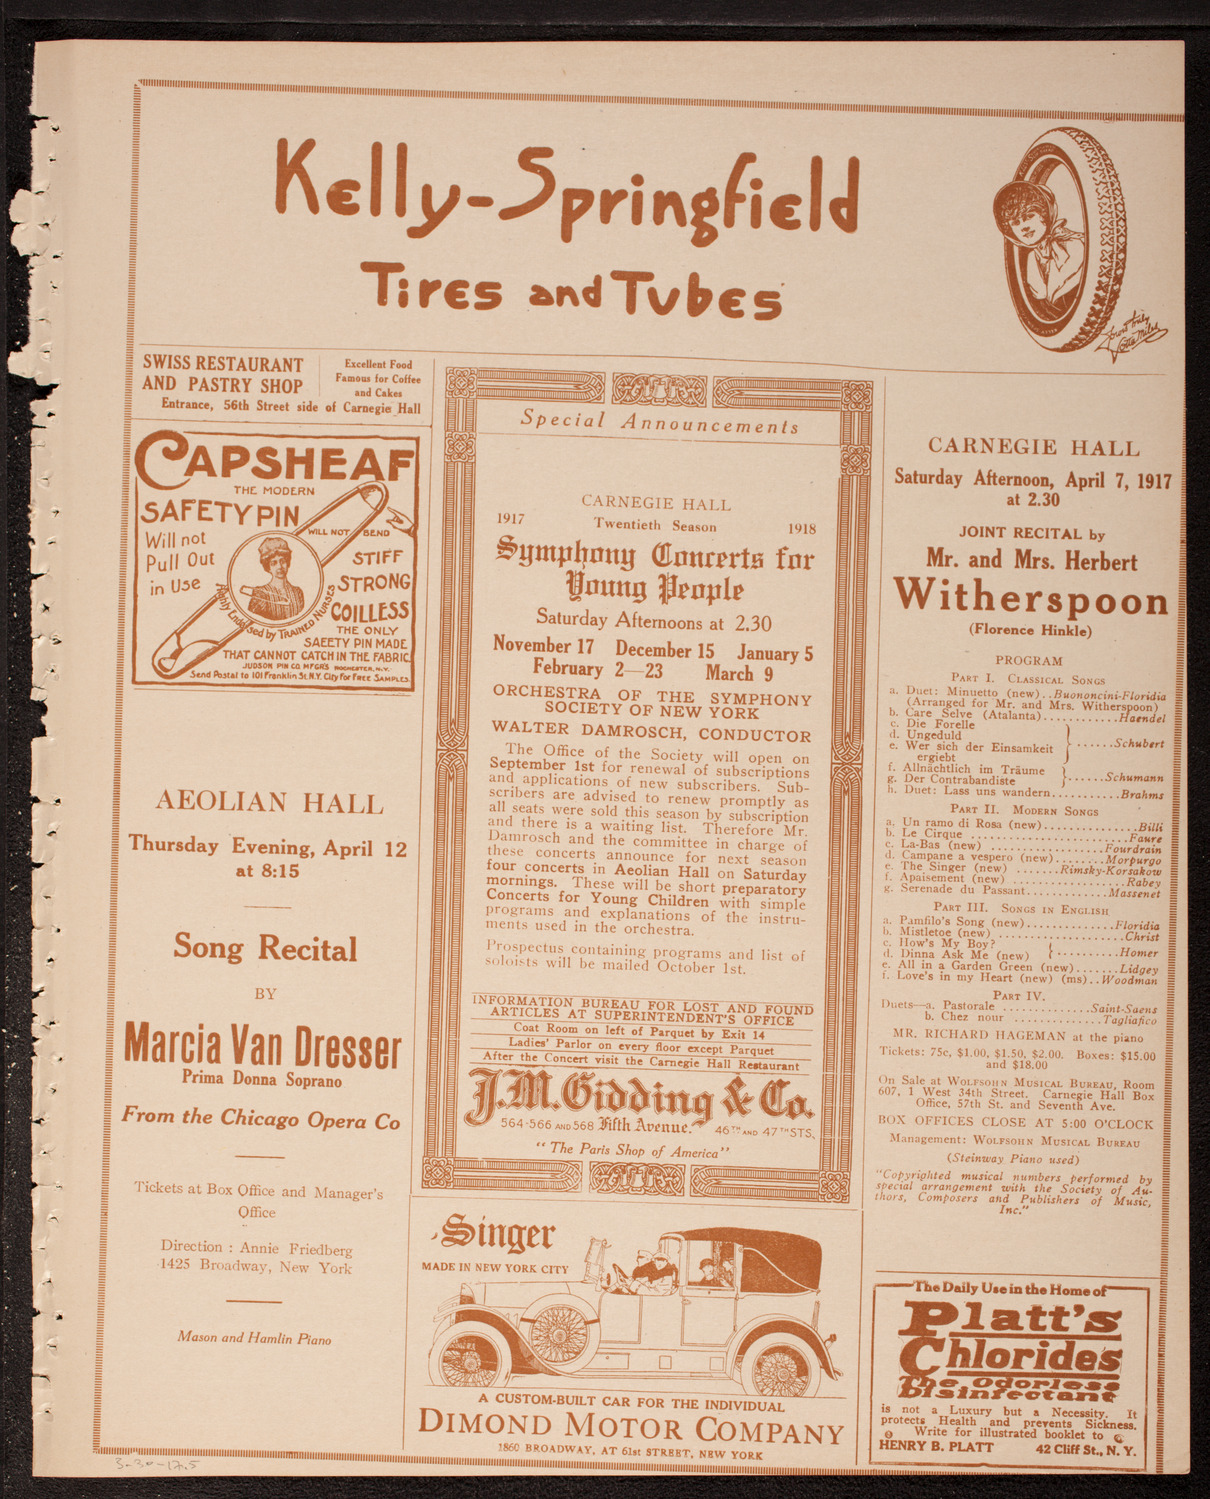 Kelly-Springfield
Tires and Tubes
Lotta Miles
SWISS RESTAURANT
AND PASTRY SHOP
Excellent Food
Famous for Coffee
and Cakes
Entrance, 56th Street side of Carnegie Hall
CAPSHEAF
THE MODERN
SAFETY PIN
WILL NOT BEND
Will not
Pull Out
in Use
STIFF
STRONG
COILLESS
Highly Endorsed by TRAINED NURSES
THE ONLY
SAFETY PIN MADE
THAT CANNOT CATCH IN THE FABRIC
JUDSON PIN CO. MFGR'S ROCHESTER, N.Y.
Send Postal to 101 Franklin St. N.Y. City for FREE SAMPLES.
AEOLIAN HALL
Thursday Evening, April 12
at 8:15
Song Recital
BY
Marcia Van Dresser
Prima Donna Soprano
From the Chicago Opera Co
Tickets at Box Office and Manager's
Office
Direction : Annie Friedberg
1425 Broadway, New York
Mason and Hamlin Piano
Special Announcements
CARNEGIE HALL
1917 Twentieth Season 1918
Symphony Concerts for
Young People
Saturday Afternoons at 2.30
November 17 December 15 January 5
February 2—23 March 9
ORCHESTRA OF THE SYMPHONY
SOCIETY OF NEW YORK
WALTER DAMROSCH, CONDUCTOR
The Office of the Society will open on
September 1st for renewal of subscriptions
and applications of new subscribers. Sub-
scribers are advised to renew promptly as
all seats were sold this season by subscription
and there is a waiting list. Therefore Mr.
Damrosch and the committee in charge of
these concerts announce for next season
four concerts in Aeolian Hall on Saturday
mornings. These will be short preparatory
Concerts for Young Children with simple
programs and explanations of the instru-
ments used in the orchestra.
Prospectus containing programs and list of
soloists will be mailed October 1st.
INFORMATION BUREAU FOR LOST AND FOUND
ARTICLES AT SUPERINTENDENT'S OFFICE
Coat Room on left of Parquet by Exit 14
Ladies' Parlor on every floor except Parquet
After the Concert visit the Carnegie Hall Restaurant
J.M. Gidding & Co.
564-566 AND 568 Fifth Avenue. 46TH AND 47TH STS.
"The Paris Shop of America"
Singer
MADE IN NEW YORK CITY
A CUSTOM-BUILT CAR FOR THE INDIVIDUAL
DIMOND MOTOR COMPANY
1860 BROADWAY, AT 61st STREET, NEW YORK
CARNEGIE HALL
Saturday Afternoon, April 7, 1917
at 2.30
JOINT RECITAL by
Mr. and Mrs. Herbert
Witherspoon
(Florence Hinkle)
PROGRAM
PART I. CLASSICAL SONGS
a. Duet: Minuetto (new)..Buononcini-Floridia
(Arranged for Mr. and Mrs. Witherspoon)
b. Care Selve (Atalanta)............Haendel
c. Die Forelle
d. Ungeduld
e. Wer sich der Einsamkeit ergiebt } ......Schubert
f. Allnächtlich im Träume
g. Der Contrabandiste } ......Schumann
h. Duet: Lass uns wandern..........Brahms
PART II. MODERN SONGS
a. Un ramo di Rosa (new)..............Billi
b. Le Cirque ........................Faure
c. La-Bas (new) .................Fourdrain
d. Campane a vespero (new)........Morpurgo
e. The Singer (new) .......Rimsky-Korsakow
f. Apaisement (new) .................Rabey
g. Serenade du Passant............Massenet
PART III. SONGS IN ENGLISH
a. Pamfilo's Song (new)............Floridia
b. Mistletoe (new) ..................Christ
c. How's My Boy?
d. Dinna Ask Me (new) } ..........Homer
e. All in a Garden Green (new).......Lidgey
f. Love's in my Heart (new) (ms)..Woodman
PART IV.
Duets—a. Pastorale .............Saint-Saens
b. Chez nour .............Tagliafico
MR. RICHARD HAGEMAN at the piano
Tickets: 75c, $1.00, $1.50, $2.00. Boxes: $15.00
and $18.00
On Sale at WOLFSOHN MUSICAL BUREAU, Room
607, 1 West 34th Street. Carnegie Hall Box
Office, 57th St. and Seventh Ave.
BOX OFFICES CLOSE AT 5:00 O'CLOCK
Management: WOLFSOHN MUSICAL BUREAU
(Steinway Piano used)
"Copyrighted musical numbers performed by
special arrangement with the Society of Au-
thors, Composers and Publishers of Music,
Inc."
The Daily Use in the Home of
Platt's
Chlorides
The Odorless
Disinfectant
is not a Luxury but a Necessity. It
protects Health and prevents Sickness.
Write for illustrated booklet to
HENRY B. PLATT 42 Cliff St., N. Y.
3-30-17.5